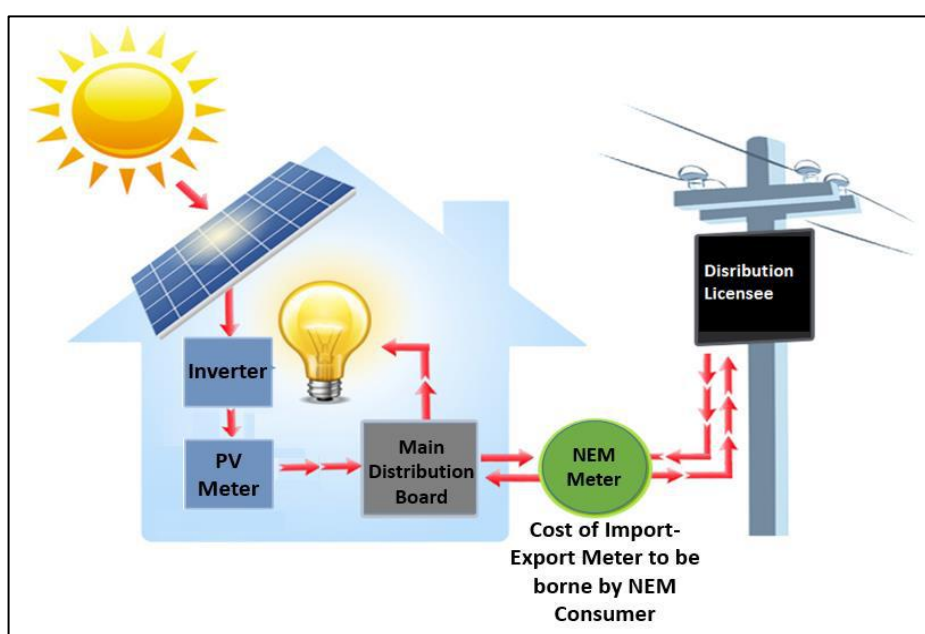 Disribution
Licensee
Inverter
PV
Meter
Main
Distribution
Board
NEM
Meter
Cost of Import-
Export Meter to be
borne by NEM
Consumer